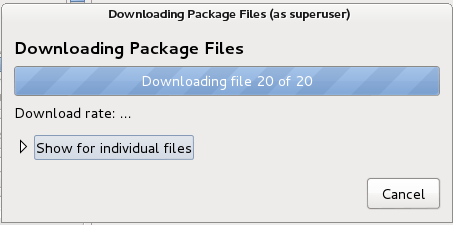 Downloading Package Files (as superuser)
Downloading Package Files
Downloading file 20 of 20
Download rate: ...
Show for individual files
Cancel